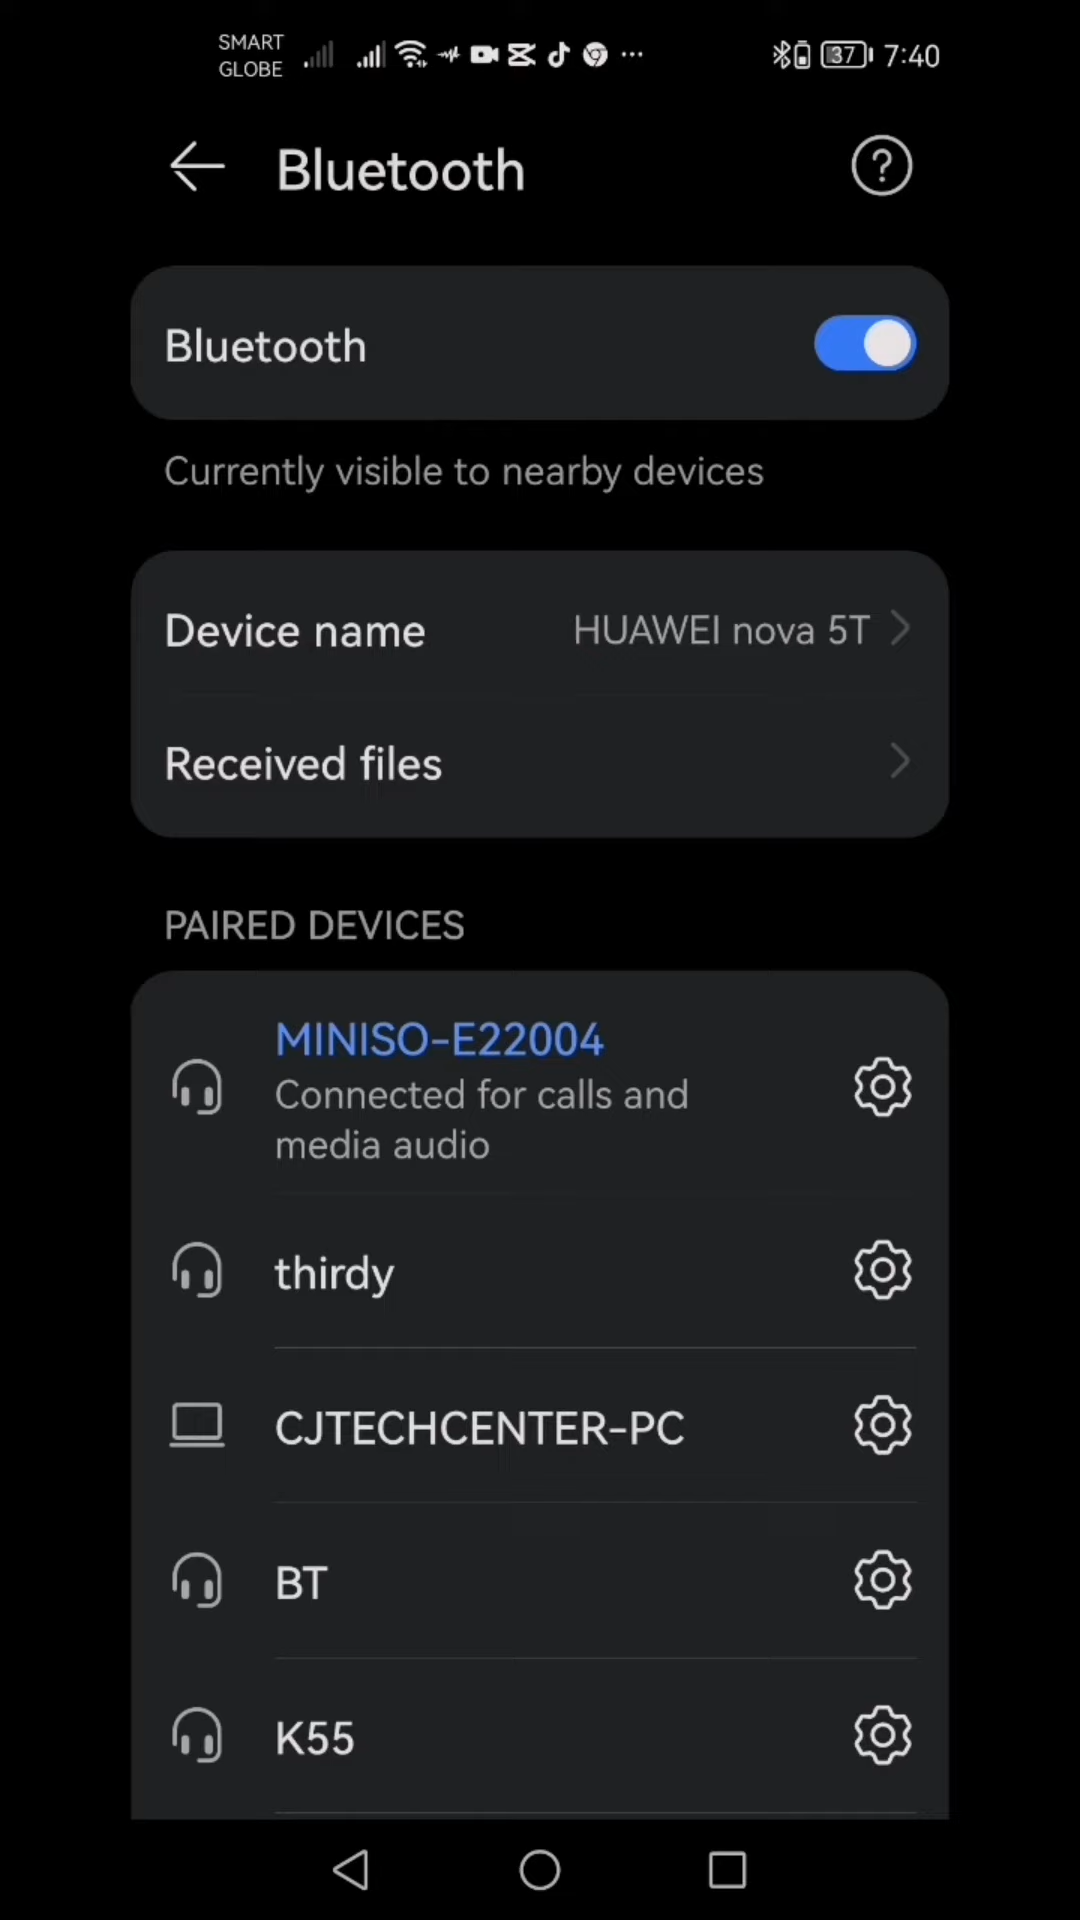 SMART
GLOBE
37 7:40
Bluetooth
Bluetooth
Currently visible to nearby devices
Device name HUAWEI nova 5T
Received files
PAIRED DEVICES
MINISO-E22004
Connected for calls and
media audio
thirdy
CJTECHCENTER-PC
BT
K55